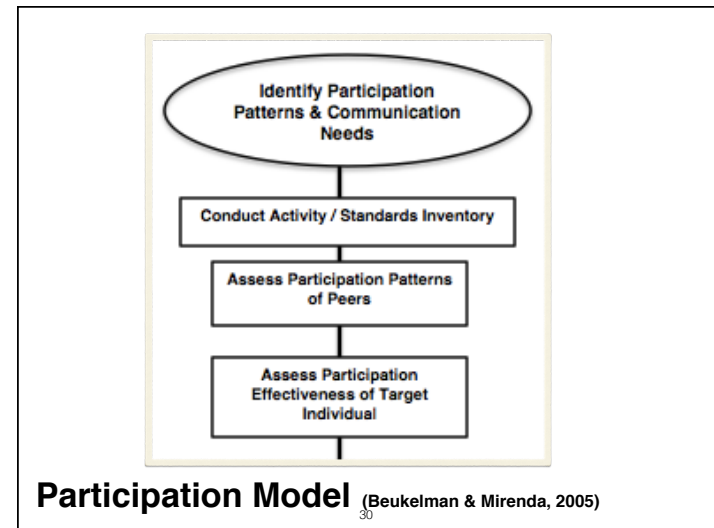 Identify Participation
Patterns & Communication
Needs
Conduct Activity / Standards Inventory
Assess Participation Patterns
of Peers
Assess Participation
Effectiveness of Target
Individual
Participation Model (Beukelman & Mirenda, 2005)
30